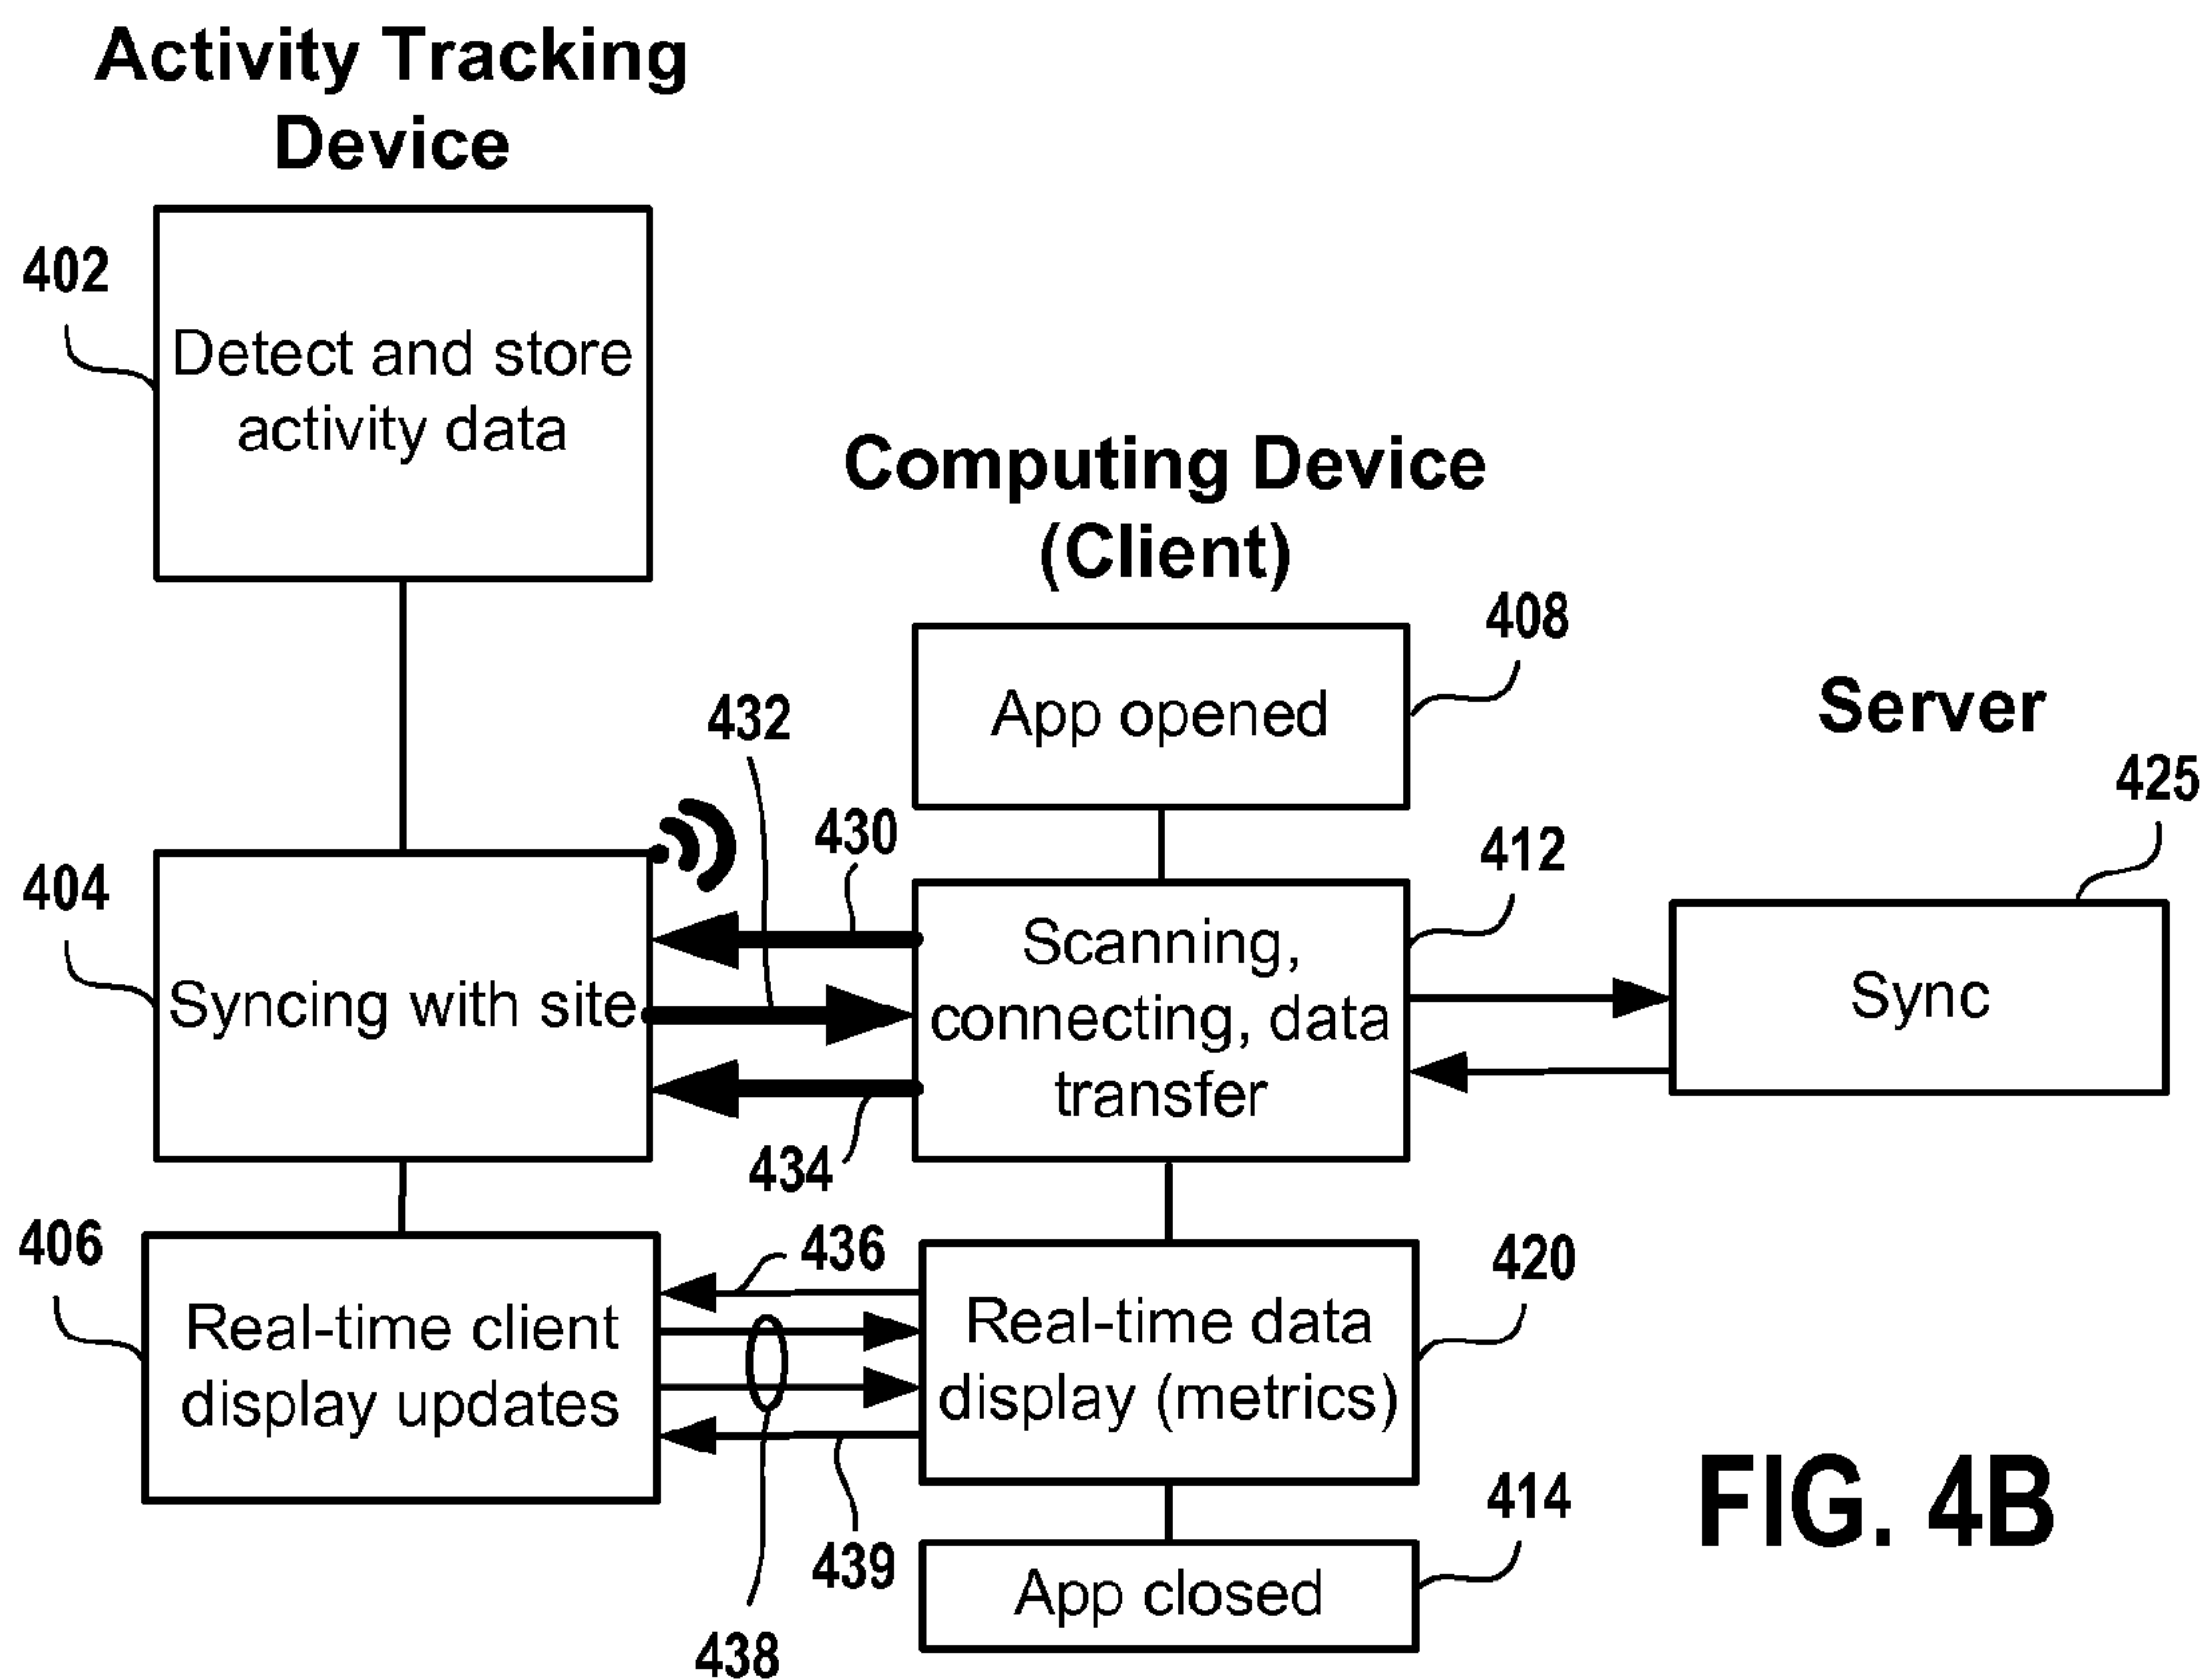 Activity Tracking
Device
402
Detect and store
activity data
Computing Device
(Client)
408
App opened
Server
432
425
430
412
404
Syncing with site
Scanning,
connecting, data
transfer
Sync
434
406
436
420
Real-time client
display updates
Real-time data
display (metrics)
414
439
App closed
438
FIG. 4B